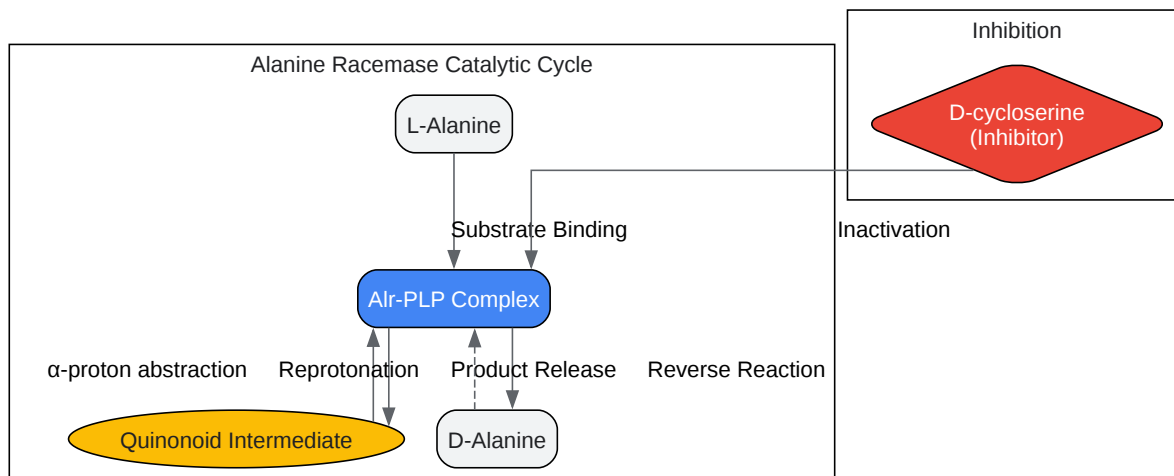 Inhibition
Alanine Racemase Catalytic Cycle
L-Alanine
D-cycloserine
(Inhibitor)
Substrate Binding
Inactivation
Alr-PLP Complex
α-proton abstraction
Reprotonation
Product Release
Reverse Reaction
Quinonoid Intermediate
D-Alanine